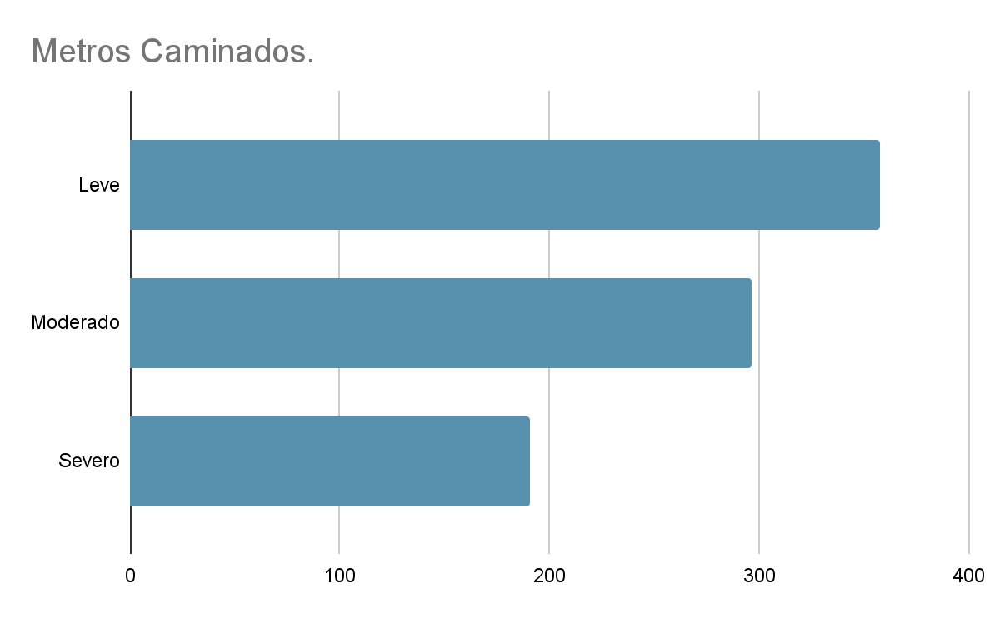 Metros Caminados.
Leve
Moderado
Severo
0 100 200 300 400